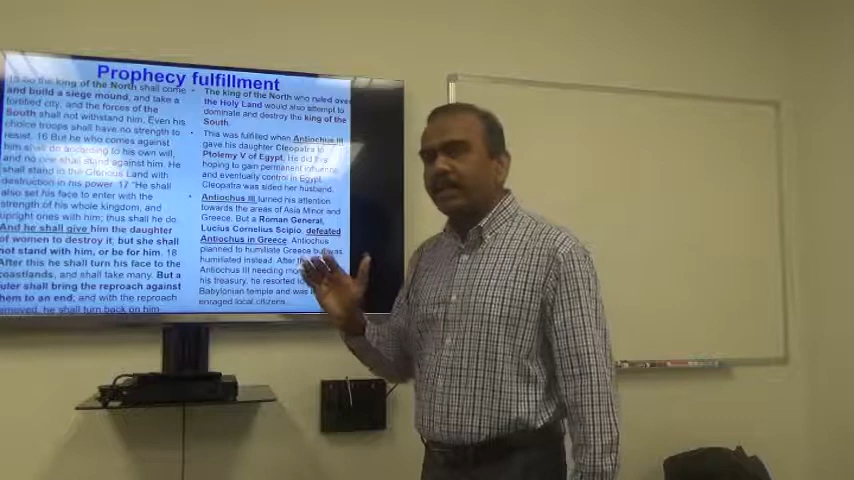 Prophecy fulfillment
15 So the king of the North shall come
and build a siege mound, and take a
fortified city, and the forces of the
South shall not withstand him. Even his
choice troops shall have no strength to
resist. 16 But he who comes against
him shall do according to his own will,
and no one shall stand against him. He
shall stand in the Glorious Land with
destruction in his power. 17 "He shall
also set his face to enter with the
strength of his whole kingdom, and
upright ones with him; thus shall he do.
And he shall give him the daughter
of women to destroy it; but she shall
not stand with him, or be for him. 18
After this he shall turn his face to the
coastlands, and shall take many. But a
ruler shall bring the reproach against
them to an end; and with the reproach
removed, he shall turn back on him.
• The king of the North who ruled over
the HOLY LAND would also attempt to
dominate and destroy the king of the
South.
• This was fulfilled when Antiochus III
gave his daughter Cleopatra to
PTOLEMY V of EGYPT. He did by
hoping to gain permanent influence
and eventually control in Egypt,
Cleopatra was sided her husband.
• Antiochus III turned his attention
towards the areas of Asia Minor and
Greece. But a Roman General,
Lucius Cornelius Scipio, defeated
Antiochus in Greece. Antiochus
planned to humiliate Greece but was
humiliated instead. After the
Antiochus III needing money to
his treasury, he resorted to
Babylonian temple and was
enraging local citizens.